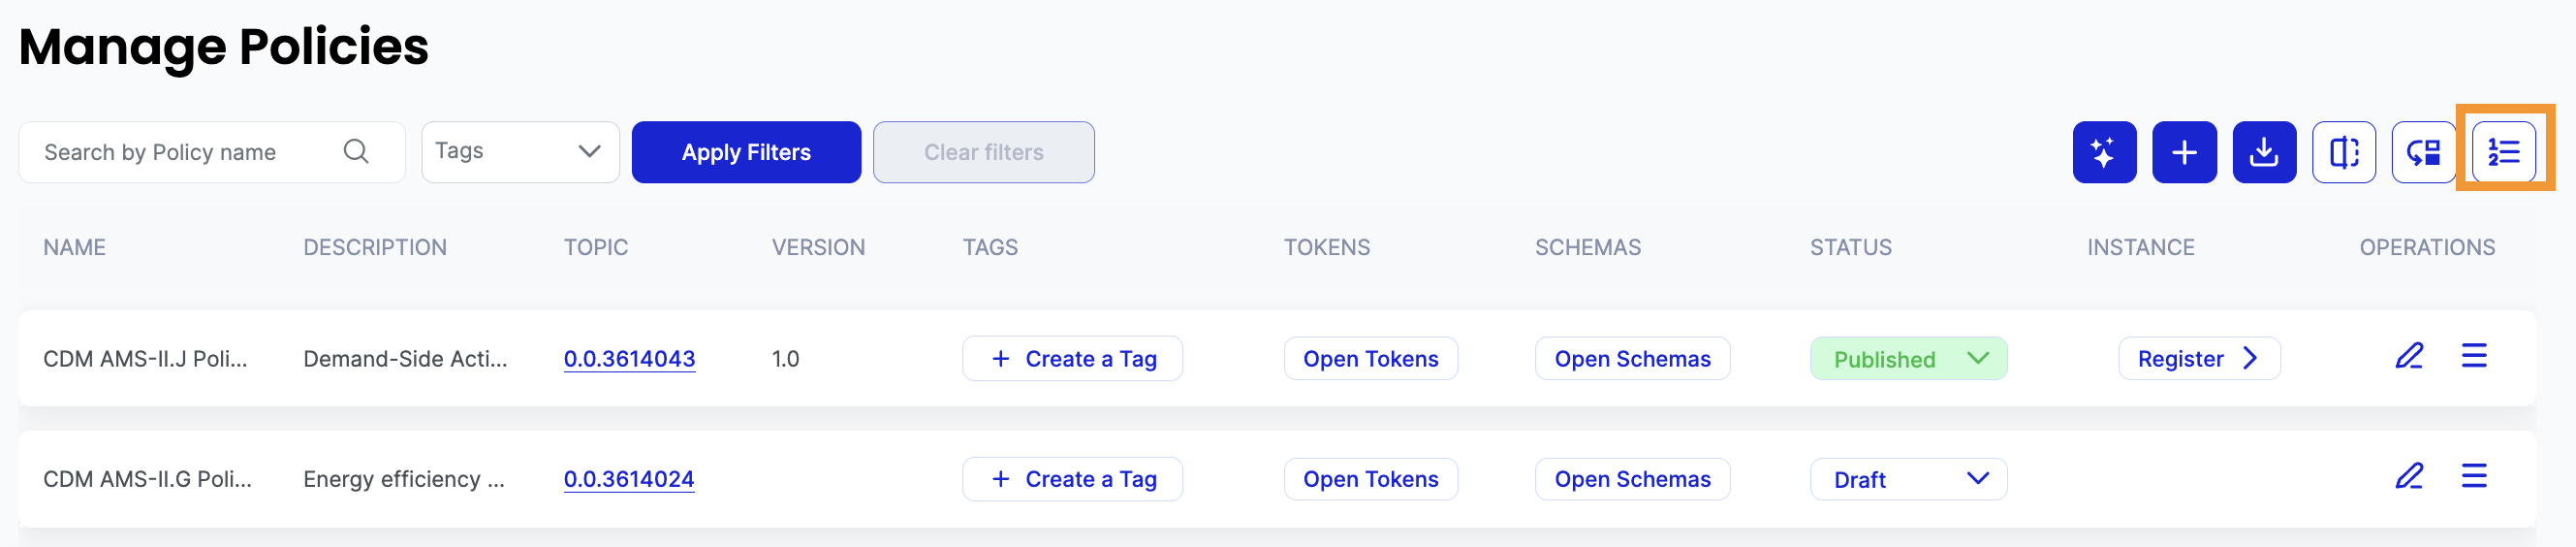 Manage Policies
Search by Policy name Tags Apply Filters Clear filters
NAME DESCRIPTION TOPIC VERSION TAGS TOKENS SCHEMAS STATUS INSTANCE OPERATIONS
CDM AMS-II.J Poli... Demand-Side Acti... 0.0.3614043 1.0 + Create a Tag Open Tokens Open Schemas Published Register
CDM AMS-II.G Poli... Energy efficiency ... 0.0.3614024 + Create a Tag Open Tokens Open Schemas Draft